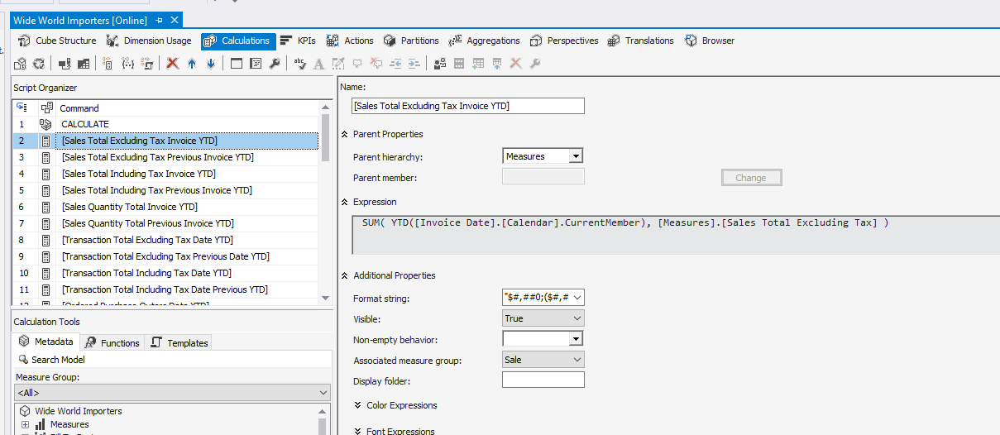 Wide World Importers [Online]
Cube Structure Dimension Usage Calculations KPIs Actions Partitions Aggregations Perspectives Translations Browser
Script Organizer
Command
1 CALCULATE
2 [Sales Total Excluding Tax Invoice YTD]
3 [Sales Total Excluding Tax Previous Invoice YTD]
4 [Sales Total Including Tax Invoice YTD]
5 [Sales Total Including Tax Previous Invoice YTD]
6 [Sales Quantity Total Invoice YTD]
7 [Sales Quantity Total Previous Invoice YTD]
8 [Transaction Total Excluding Tax Date YTD]
9 [Transaction Total Excluding Tax Previous Date YTD]
10 [Transaction Total Including Tax Date YTD]
11 [Transaction Total Including Tax Date Previous YTD]
Calculation Tools
Metadata Functions Templates
Search Model
Measure Group:
<All>
Wide World Importers
Measures
Name:
[Sales Total Excluding Tax Invoice YTD]
Parent Properties
Parent hierarchy: Measures
Parent member: Change
Expression
SUM( YTD([Invoice Date].[Calendar].CurrentMember), [Measures].[Sales Total Excluding Tax] )
Additional Properties
Format string: "$#,##0;($#,#
Visible: True
Non-empty behavior:
Associated measure group: Sale
Display folder:
Color Expressions
Font Expressions